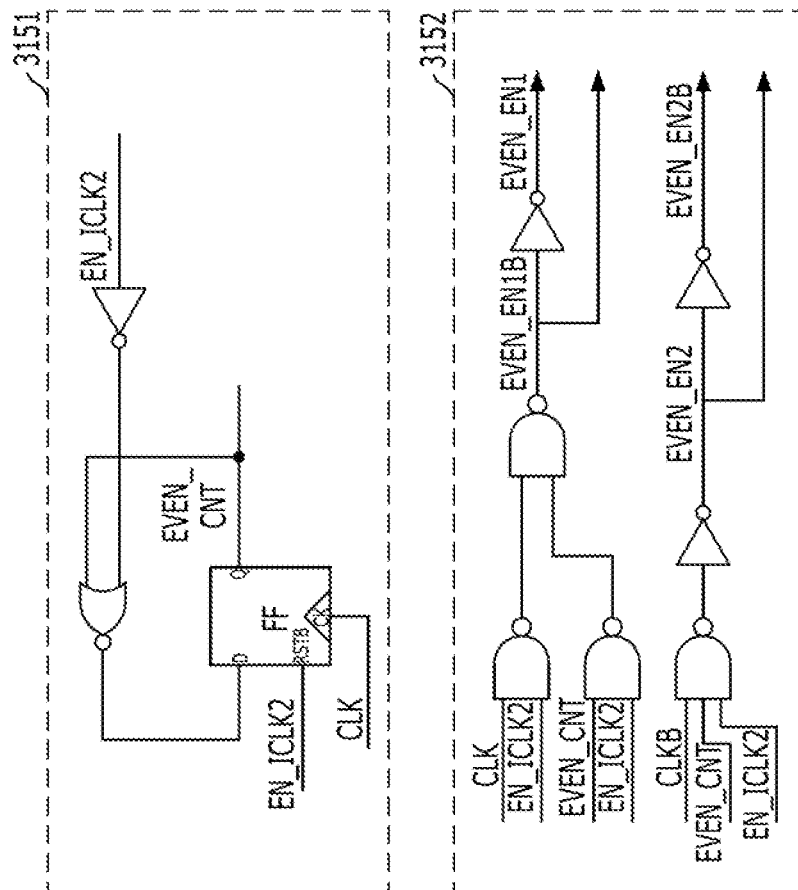 3151
EN_ICLK2
EVEN_
CNT
Q
D
FF
RSTB
CK
EN_ICLK2
CLK
3152
EVEN_EN1
EVEN_EN1B
CLK
EN_ICLK2
EVEN_CNT
EN_ICLK2
EVEN_EN2B
EVEN_EN2
CLKB
EVEN_CNT
EN_ICLK2